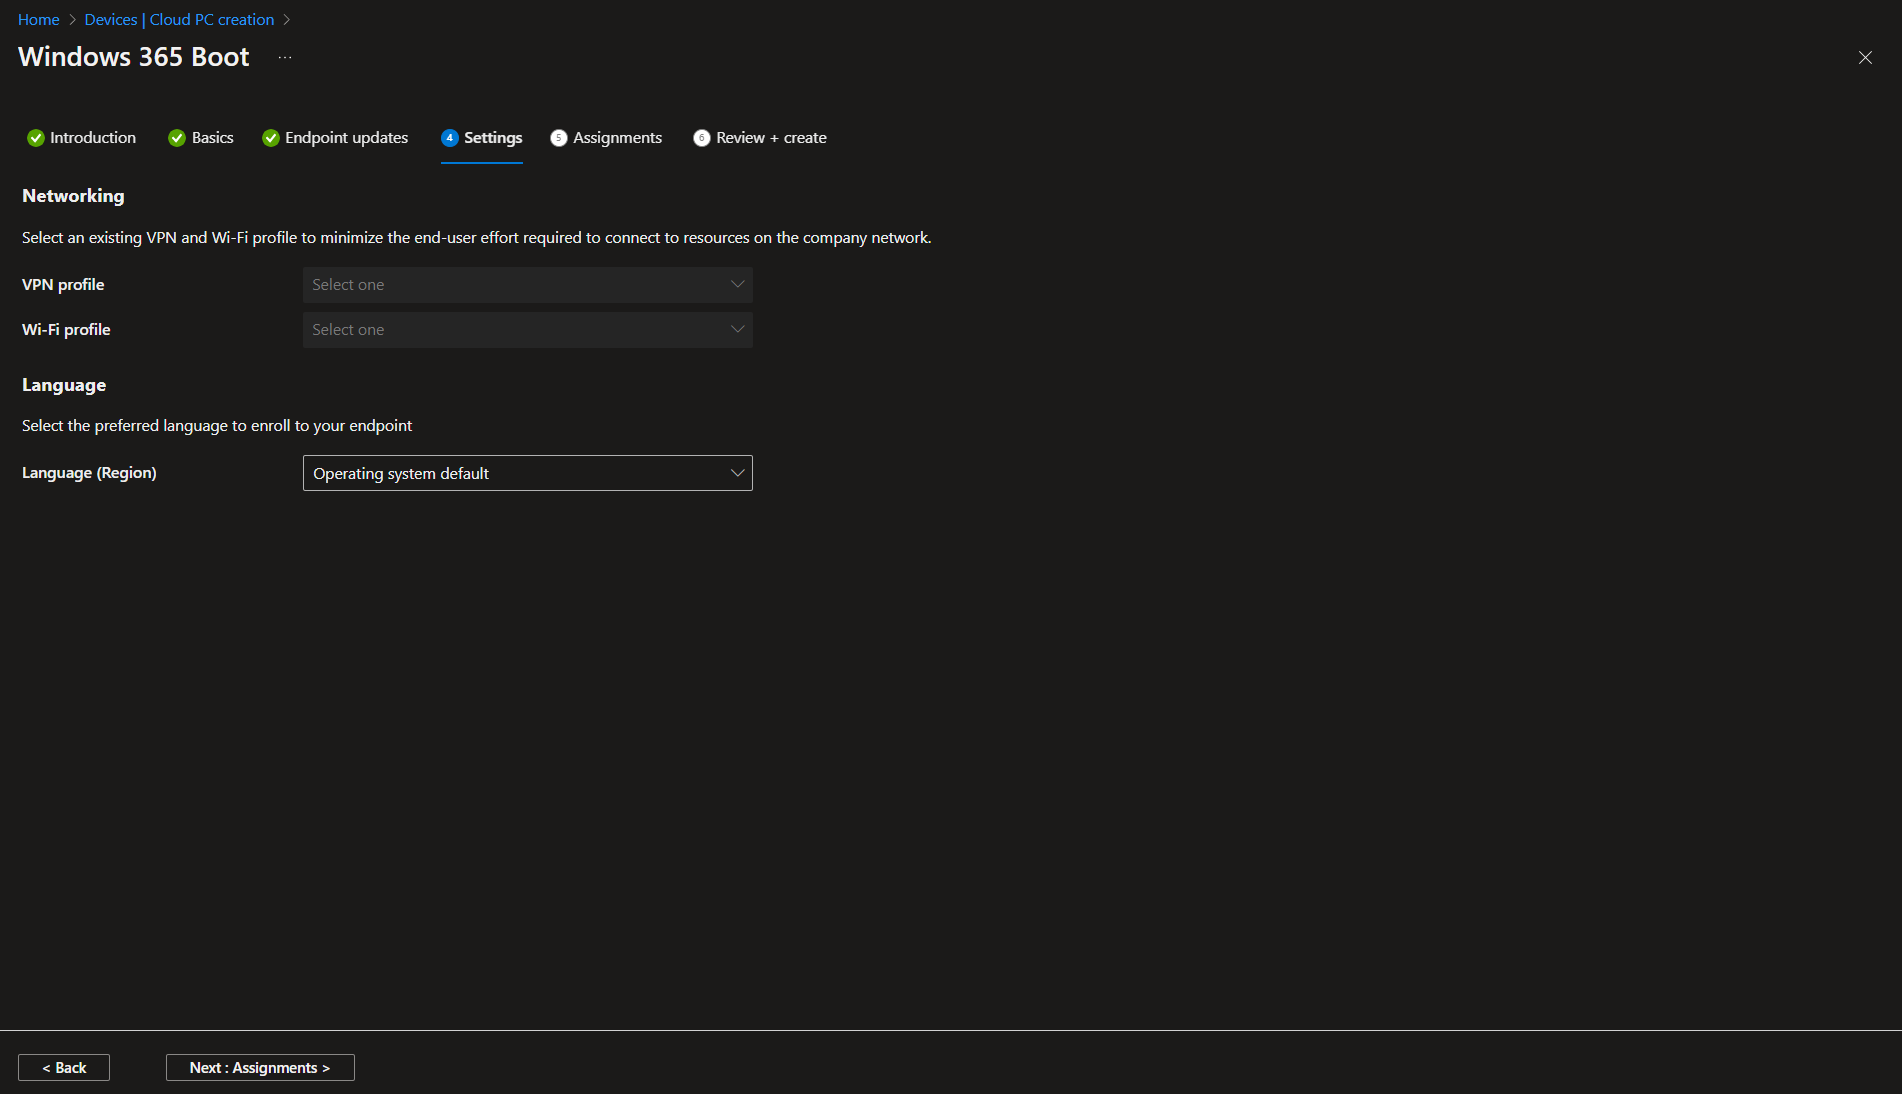 Home > Devices | Cloud PC creation >
Windows 365 Boot ...
Introduction Basics Endpoint updates 4 Settings 5 Assignments 6 Review + create
Networking
Select an existing VPN and Wi-Fi profile to minimize the end-user effort required to connect to resources on the company network.
VPN profile Select one
Wi-Fi profile Select one
Language
Select the preferred language to enroll to your endpoint
Language (Region) Operating system default
< Back Next : Assignments >